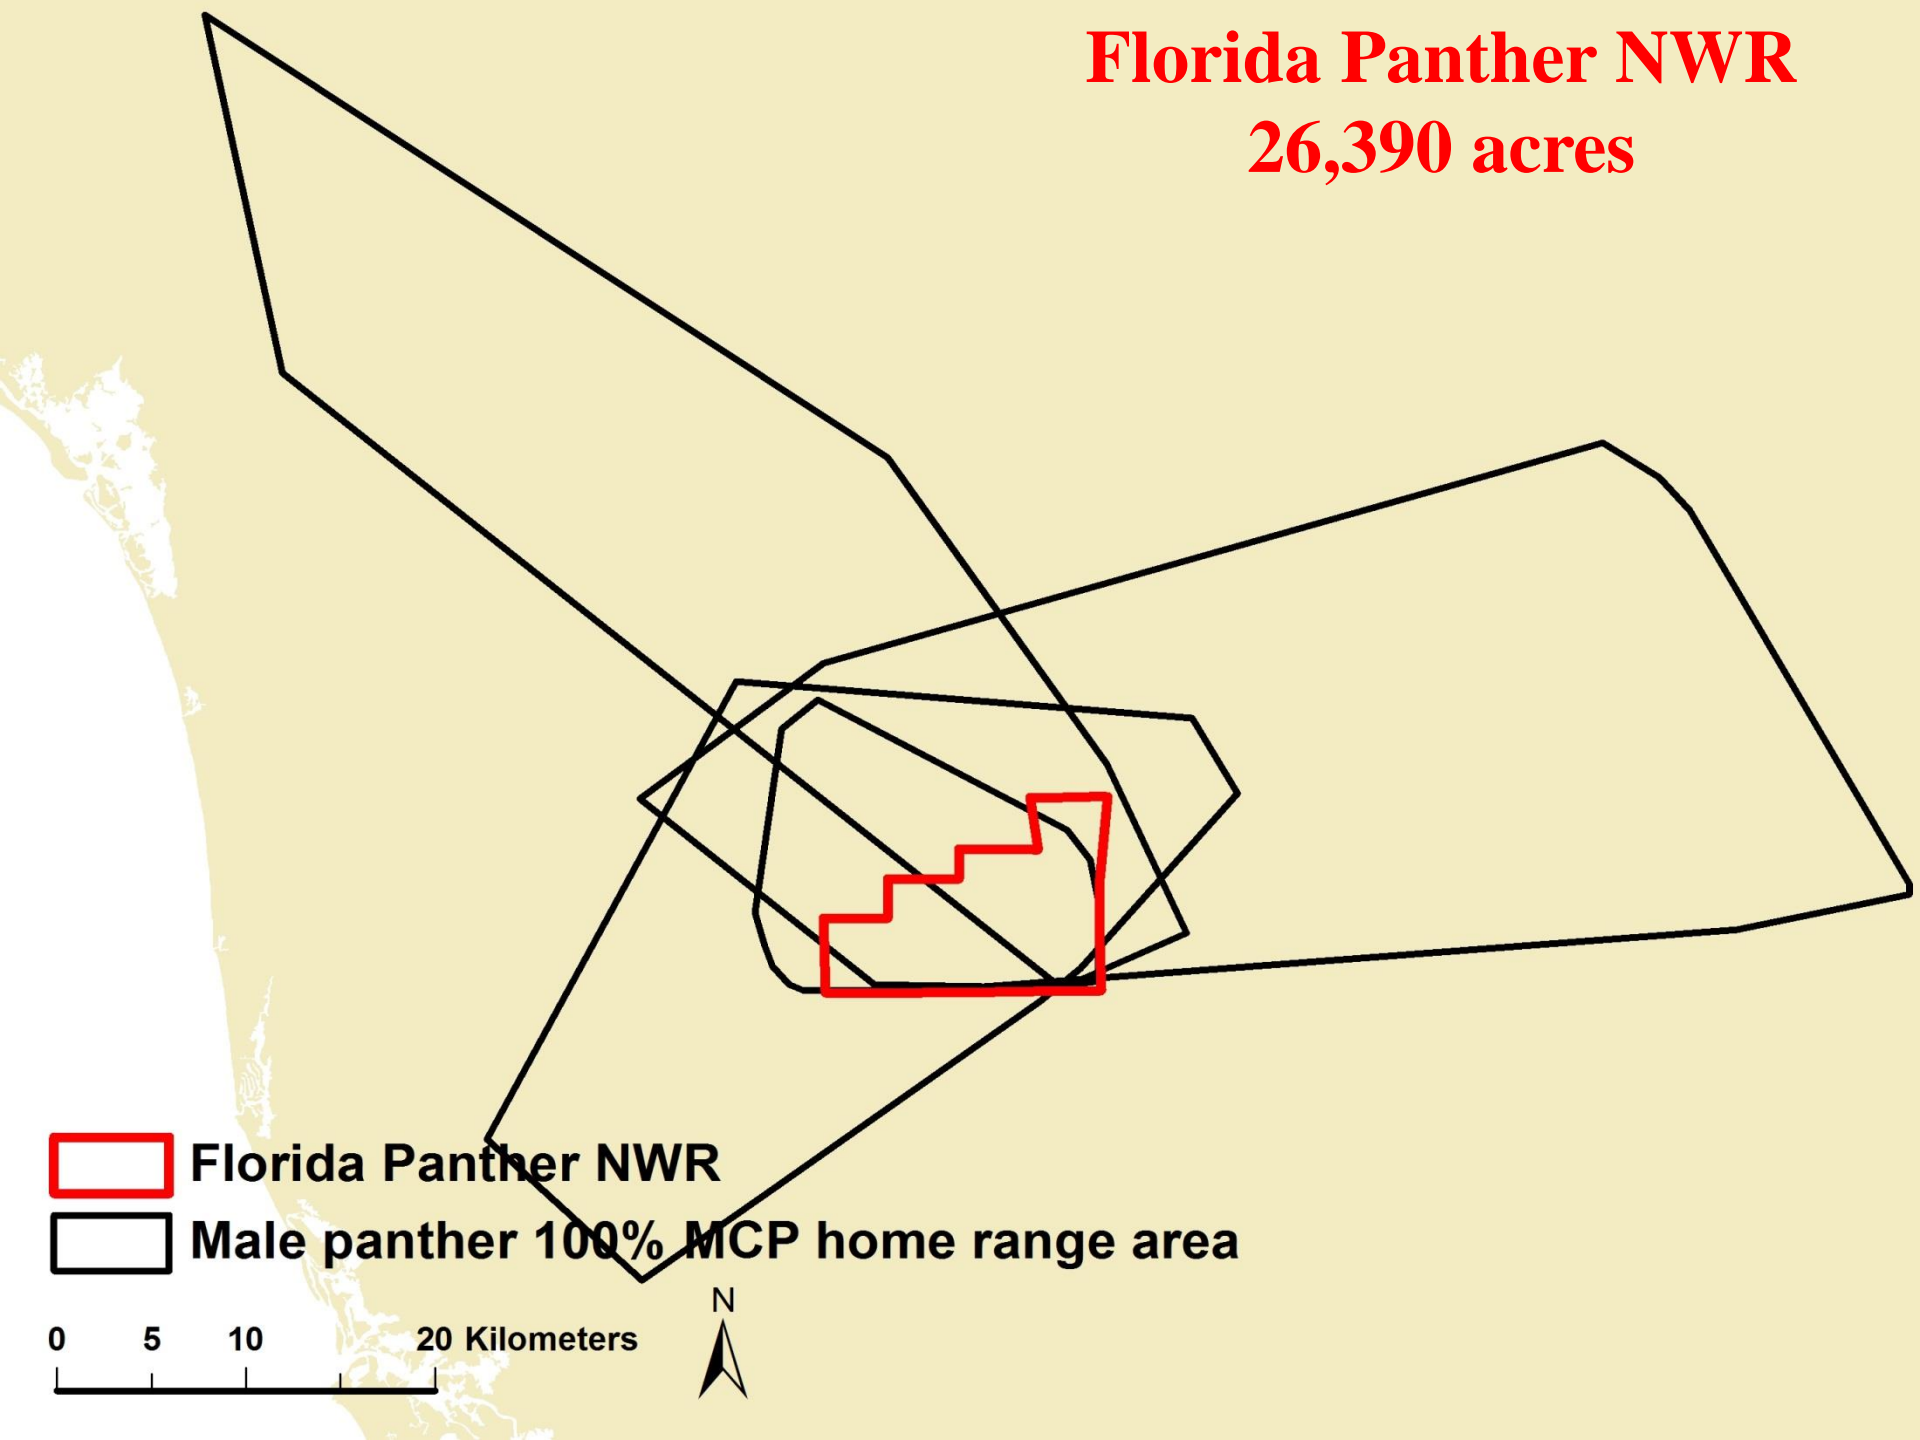 Florida Panther NWR
26,390 acres
Florida Panther NWR
Male panther 100% MCP home range area
N
0 5 10 20 Kilometers